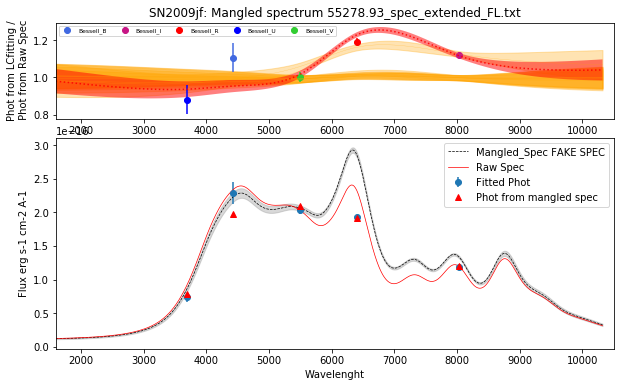 SN2009jf: Mangled spectrum 55278.93_spec_extended_FL.txt
Phot from LCfitting /
Phot from Raw Spec
1.2
1.0
0.8
Bessell_B
Bessell_I
Bessell_R
Bessell_U
Bessell_V
2000 3000 4000 5000 6000 7000 8000 9000 10000
Flux erg s-1 cm-2 A-1
3.0
2.5
2.0
1.5
1.0
0.5
0.0
Mangled_Spec FAKE SPEC
Raw Spec
Fitted Phot
Phot from mangled spec
2000 3000 4000 5000 6000 7000 8000 9000 10000
Wavelenght